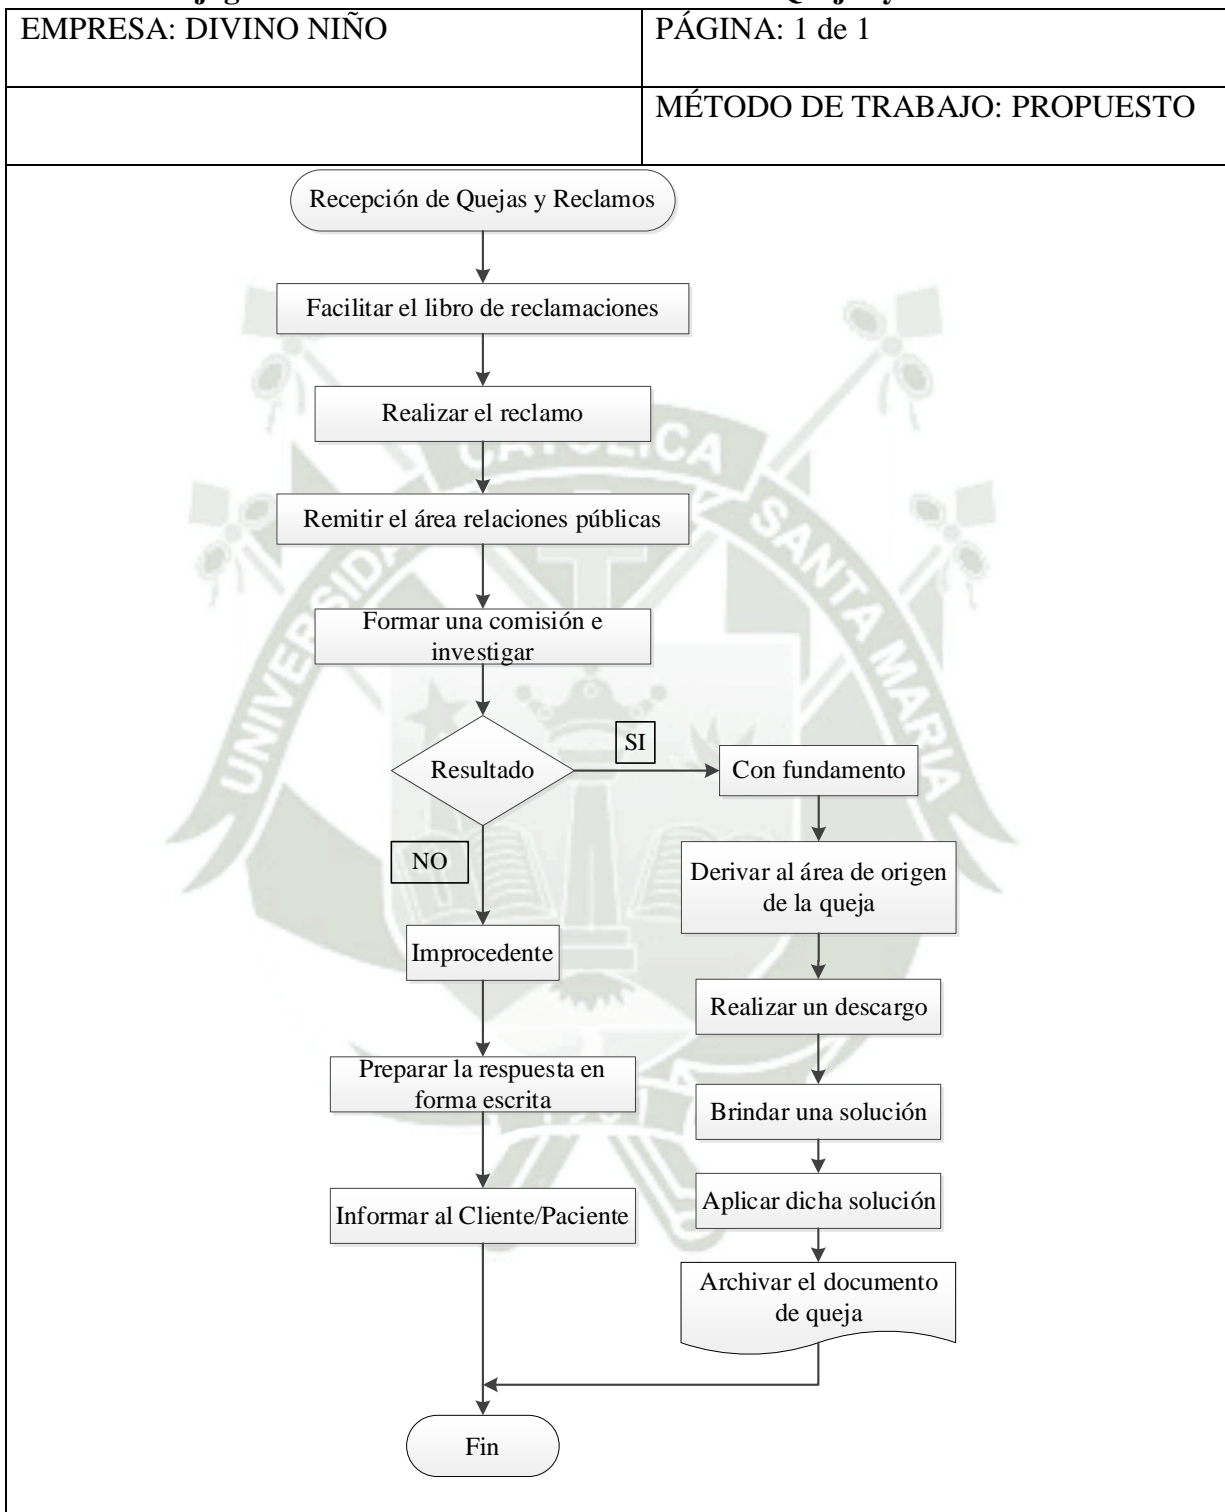 EMPRESA: DIVINO NIÑO
PÁGINA: 1 de 1
MÉTODO DE TRABAJO: PROPUESTO
Recepción de Quejas y Reclamos
Facilitar el libro de reclamaciones
Realizar el reclamo
Remitir el área relaciones públicas
Formar una comisión e
investigar
Resultado
SI
Con fundamento
NO
Derivar al área de origen
de la queja
Improcedente
Realizar un descargo
Preparar la respuesta en
forma escrita
Brindar una solución
Aplicar dicha solución
Informar al Cliente/Paciente
Archivar el documento
de queja
Fin
CATOLICA
SANTA MARIA